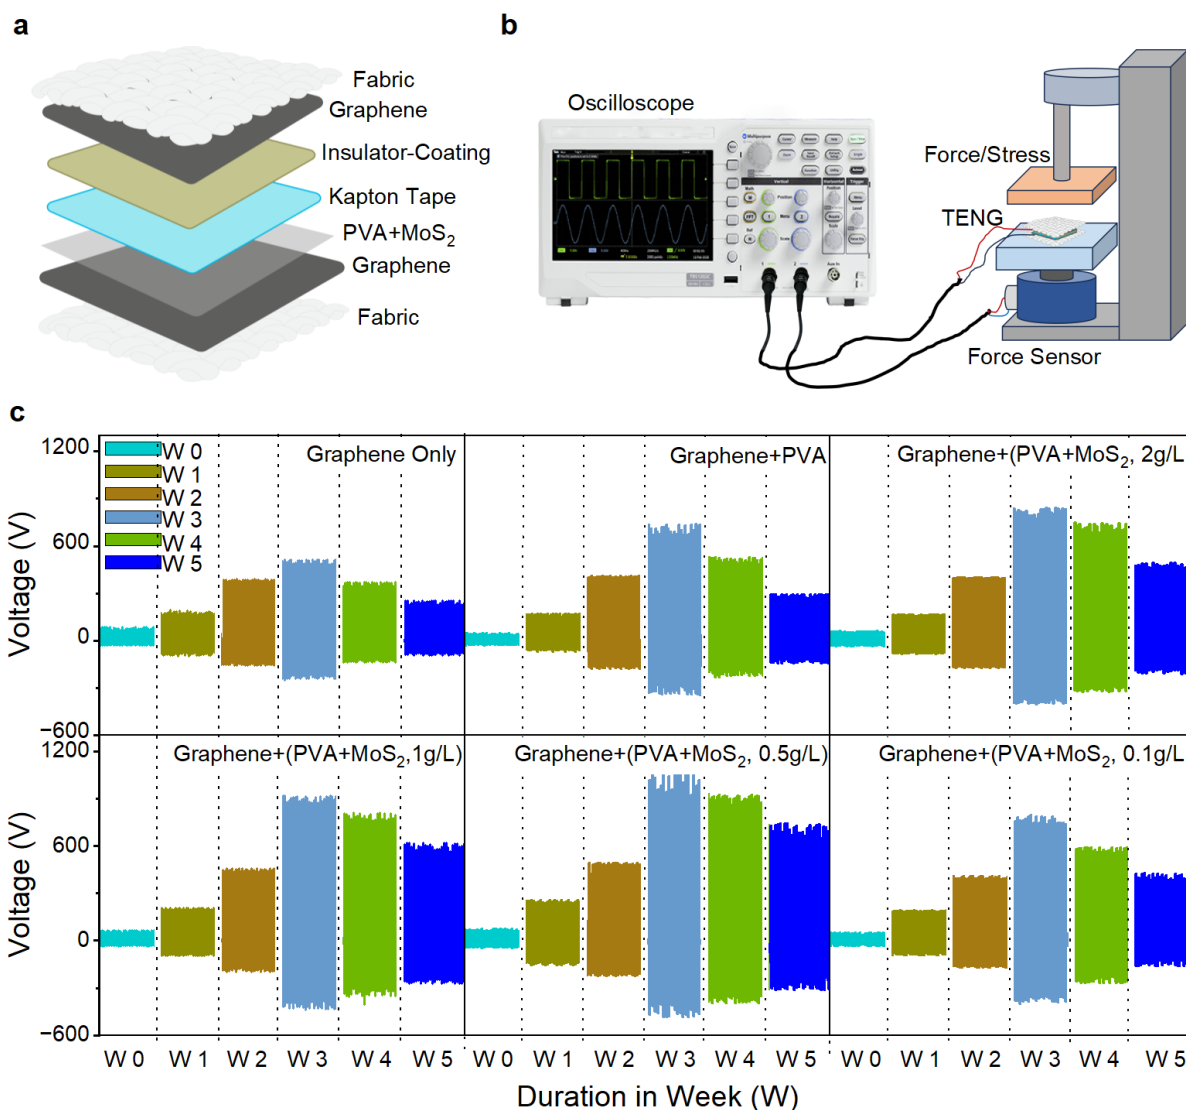 a
Fabric
Graphene
Insulator-Coating
Kapton Tape
PVA+MoS₂
Graphene
Fabric
b
Oscilloscope
Force/Stress
TENG
Force Sensor
c
Voltage (V)
1200
600
0
−600
W 0
W 1
W 2
W 3
W 4
W 5
Graphene Only
Graphene+PVA
Graphene+(PVA+MoS₂, 2g/L
Voltage (V)
1200
600
0
−600
Graphene+(PVA+MoS₂,1g/L)
Graphene+(PVA+MoS₂, 0.5g/L)
Graphene+(PVA+MoS₂, 0.1g/L
W 0 W 1 W 2 W 3 W 4 W 5 W 0 W 1 W 2 W 3 W 4 W 5 W 0 W 1 W 2 W 3 W 4 W 5
Duration in Week (W)